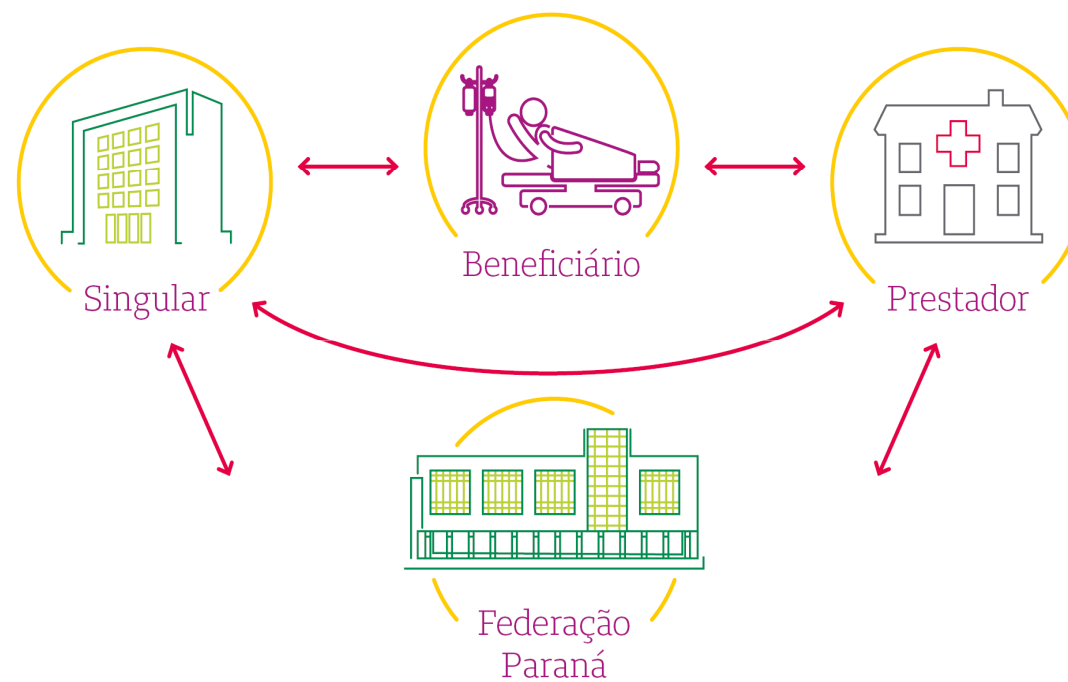 Beneficiário
Singular
Prestador
Federação
Paraná